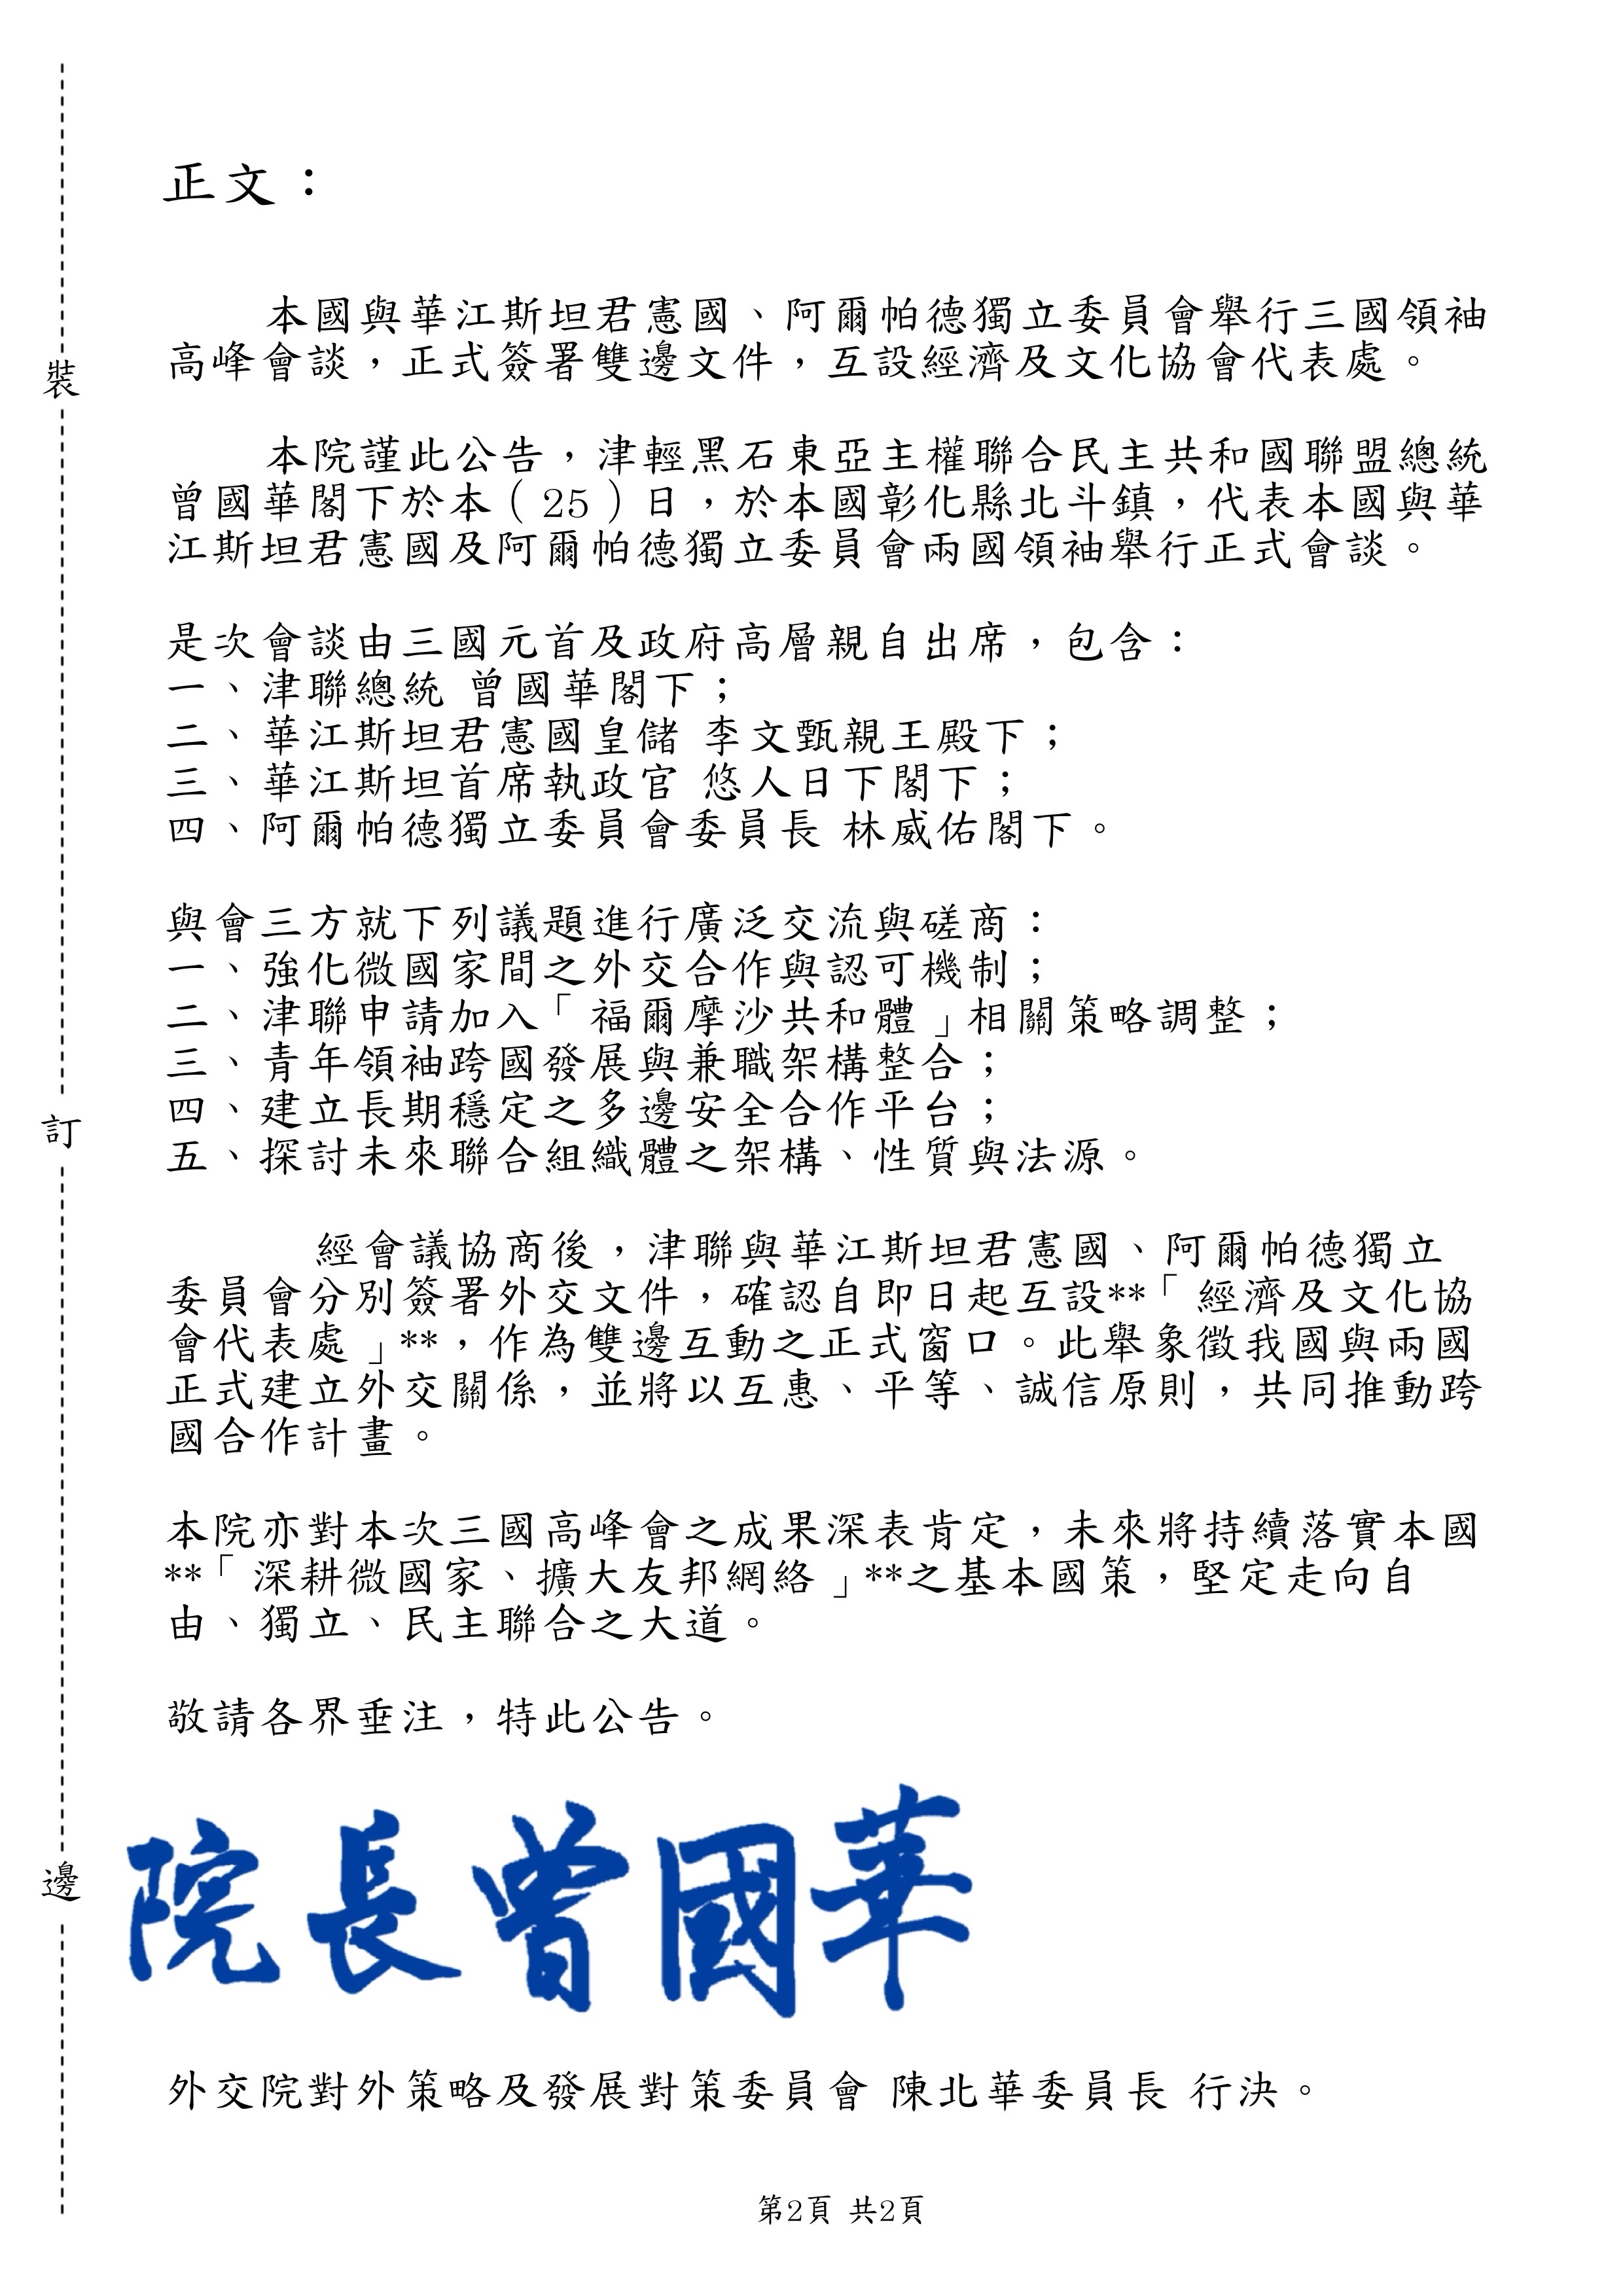 正文：
本國與華江斯坦君憲國、阿爾帕德獨立委員會舉行三國領袖
高峰會談，正式簽署雙邊文件，互設經濟及文化協會代表處。
本院謹此公告，津輕黑石東亞主權聯合民主共和國聯盟總統
曾國華閣下於本（25）日，於本國彰化縣北斗鎮，代表本國與華
江斯坦君憲國及阿爾帕德獨立委員會兩國領袖舉行正式會談。
是次會談由三國元首及政府高層親自出席，包含：
一、津聯總統 曾國華閣下；
二、華江斯坦君憲國皇儲 李文甄親王殿下；
三、華江斯坦首席執政官 悠人日下閣下；
四、阿爾帕德獨立委員會委員長 林威佑閣下。
與會三方就下列議題進行廣泛交流與磋商：
一、強化微國家間之外交合作與認可機制；
二、津聯申請加入「福爾摩沙共和體」相關策略調整；
三、青年領袖跨國發展與兼職架構整合；
四、建立長期穩定之多邊安全合作平台；
五、探討未來聯合組織體之架構、性質與法源。
經會議協商後，津聯與華江斯坦君憲國、阿爾帕德獨立
委員會分別簽署外交文件，確認自即日起互設**「經濟及文化協
會代表處」**，作為雙邊互動之正式窗口。此舉象徵我國與兩國
正式建立外交關係，並將以互惠、平等、誠信原則，共同推動跨
國合作計畫。
本院亦對本次三國高峰會之成果深表肯定，未來將持續落實本國
**「深耕微國家、擴大友邦網絡」**之基本國策，堅定走向自
由、獨立、民主聯合之大道。
敬請各界垂注，特此公告。
院長曾國華
外交院對外策略及發展對策委員會 陳北華委員長 行決。
第2頁 共2頁
裝
訂
邊